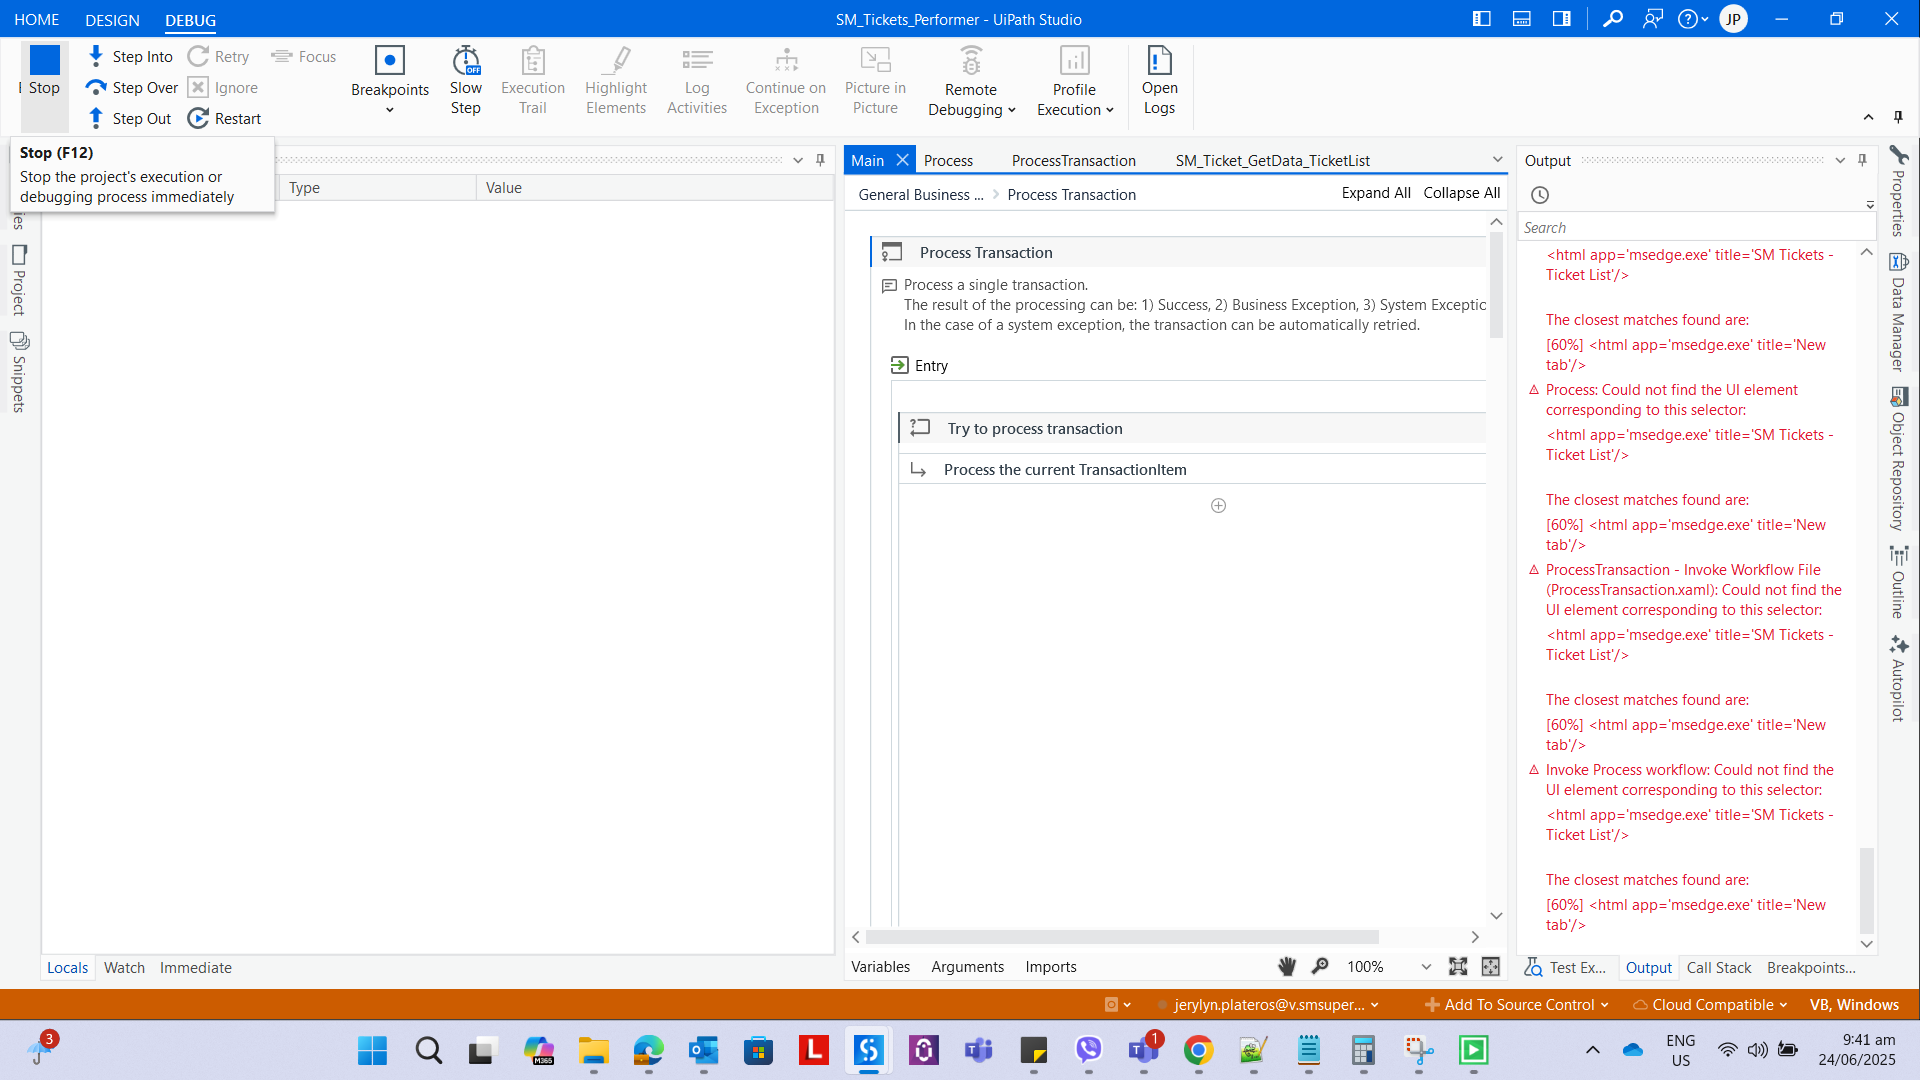 HOME
DESIGN
DEBUG
SM_Tickets_Performer - UiPath Studio
JP
Stop
Step Into
Step Over
Step Out
Retry
Ignore
Restart
Focus
Breakpoints
Slow
Step
OFF
Execution
Trail
Highlight
Elements
Log
Activities
Continue on
Exception
Picture in
Picture
Remote
Debugging
Profile
Execution
Open
Logs
Stop (F12)
Stop the project's execution or
debugging process immediately
Type
Value
Project
Snippets
Locals
Watch
Immediate
Main
Process
ProcessTransaction
SM_Ticket_GetData_TicketList
General Business ...
Process Transaction
Expand All
Collapse All
Process Transaction
Process a single transaction.
The result of the processing can be: 1) Success, 2) Business Exception, 3) System Exceptio
In the case of a system exception, the transaction can be automatically retried.
Entry
Try to process transaction
Process the current TransactionItem
Variables
Arguments
Imports
100%
Output
Search
<html app='msedge.exe' title='SM Tickets -
Ticket List'/>
The closest matches found are:
[60%] <html app='msedge.exe' title='New
tab'/>
Process: Could not find the UI element
corresponding to this selector:
<html app='msedge.exe' title='SM Tickets -
Ticket List'/>
The closest matches found are:
[60%] <html app='msedge.exe' title='New
tab'/>
ProcessTransaction - Invoke Workflow File
(ProcessTransaction.xaml): Could not find the
UI element corresponding to this selector:
<html app='msedge.exe' title='SM Tickets -
Ticket List'/>
The closest matches found are:
[60%] <html app='msedge.exe' title='New
tab'/>
Invoke Process workflow: Could not find the
UI element corresponding to this selector:
<html app='msedge.exe' title='SM Tickets -
Ticket List'/>
The closest matches found are:
[60%] <html app='msedge.exe' title='New
tab'/>
Test Ex...
Output
Call Stack
Breakpoints...
Properties
Data Manager
Object Repository
Outline
Autopilot
jerylyn.plateros@v.smsuper...
Add To Source Control
Cloud Compatible
VB, Windows
3
M365
1
ENG
US
9:41 am
24/06/2025